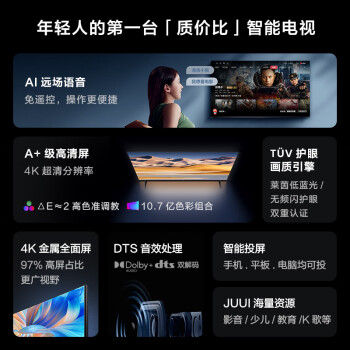 年轻人的第一台「质价比」智能电视
AI 远场语音
免遥控，操作更便捷
A+ 级高清屏
4K 超清分辨率
△E≈2 高色准调教
10.7 亿色彩组合
TÜV 护眼
画质引擎
莱茵低蓝光/
无频闪护眼
双重认证
4K 金属全面屏
97% 高屏占比
更广视野
DTS 音效处理
Dolby AUDIO + dts 双解码
智能投屏
手机、平板、电脑均可投
JUUI 海量资源
影音/少儿/教育/K 歌等